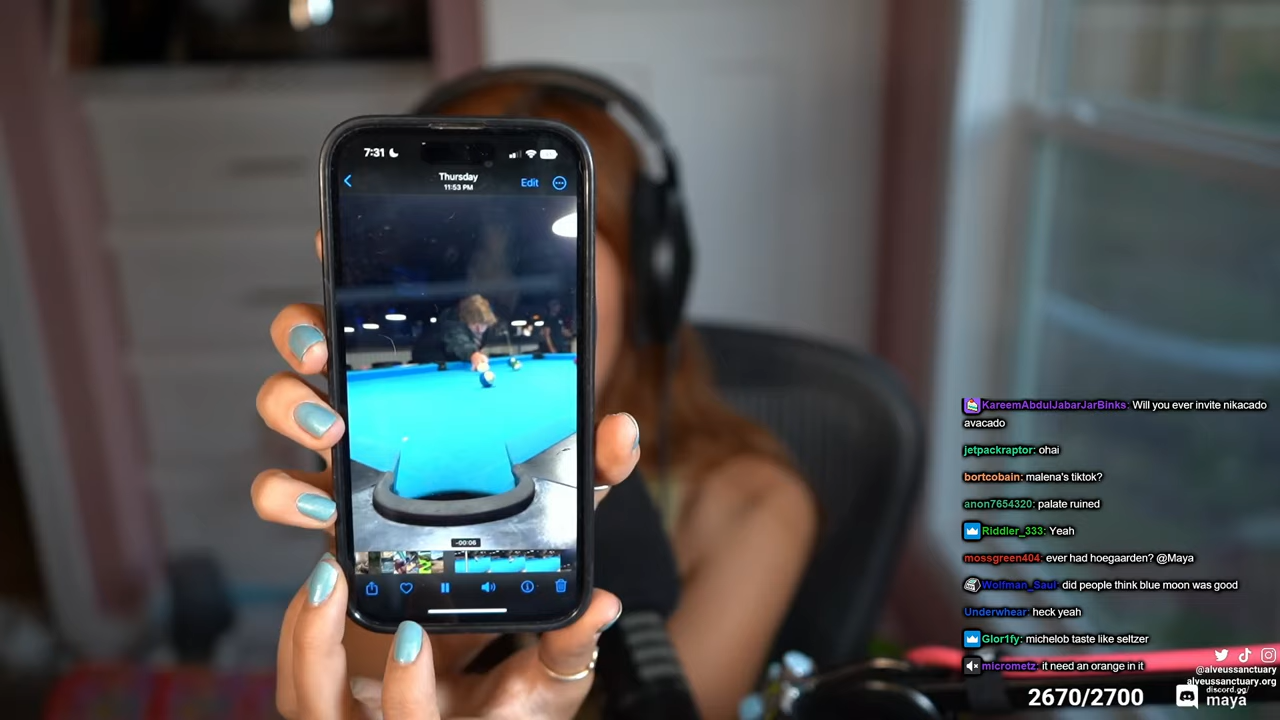 7:31
Thursday
11:53 PM
Edit
-00:06
KareemAbdulJabarJarBinks: Will you ever invite nikacado
avacado
jetpackraptor: ohai
bortcobain: malena's tiktok?
anon7654320: palate ruined
Riddler_333: Yeah
mossgreen404: ever had hoegaarden? @Maya
Wolfman_Saul: did people think blue moon was good
Underwhear: heck yeah
Glor1fy: michelob taste like seltzer
micrometz: it need an orange in it
@alveussanctuary
alveussanctuary.org
2670/2700
discord.gg/
maya